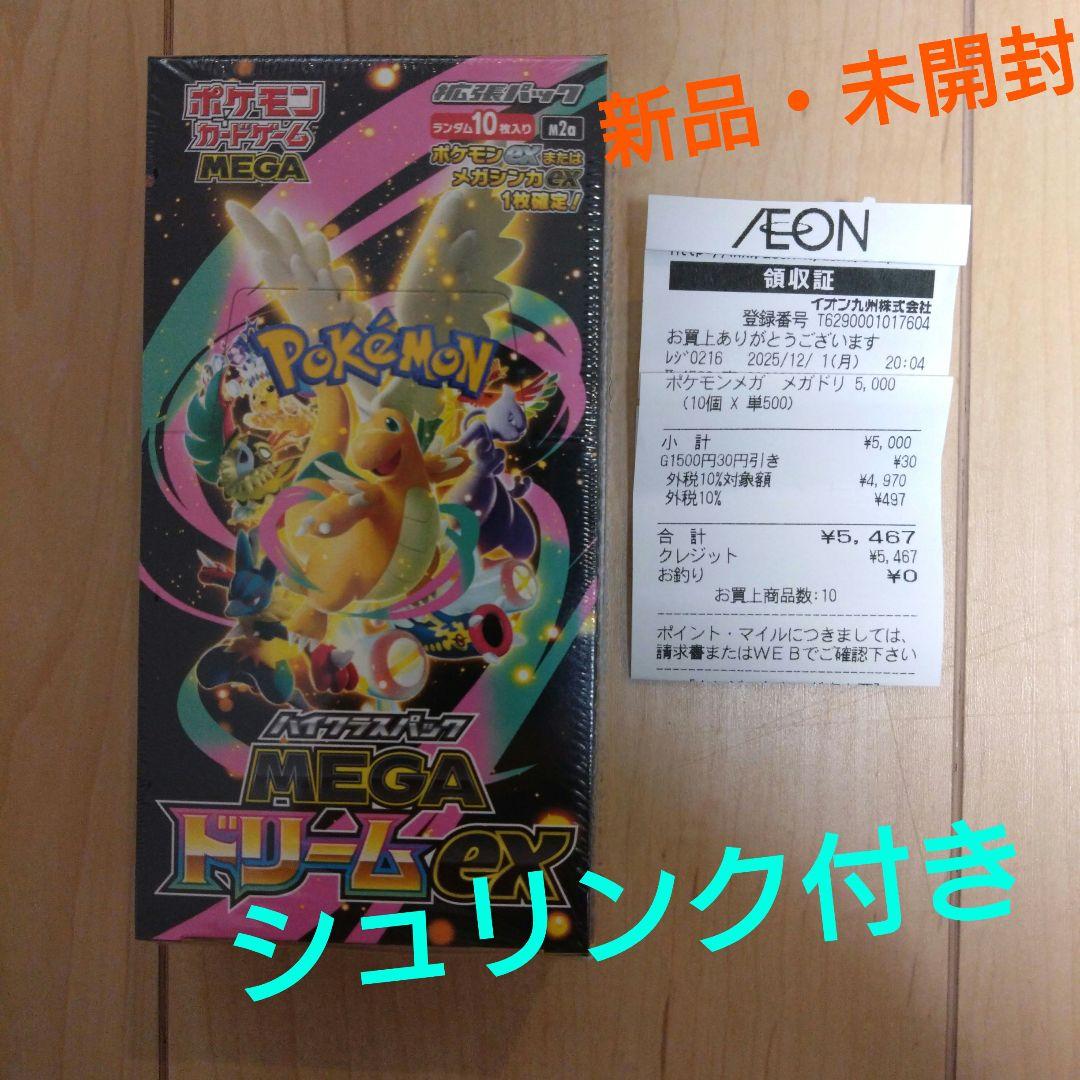 新品・未開封
ポケモン
カードゲーム
MEGA
拡張パック
ランダム10枚入り
M2a
ポケモンexまたは
メガシンカex
1枚確定!
POKéMON
ハイクラスパック
MEGA
ドリームex
シュリンク付き
ÆON
領収証
イオン九州株式会社
登録番号 T6290001017604
お買上ありがとうございます
レジ0216 2025/12/ 1(月) 20:04
ポケモンメガ メガドリ 5,000
(10個 X 単500)
小 計 ¥5,000
G1500円30円引き ¥30
外税10%対象額 ¥4,970
外税10% ¥497
合 計 ¥5,467
クレジット ¥5,467
お釣り ¥0
お買上商品数:10
ポイント・マイルにつきましては、
請求書またはWEBでご確認下さい